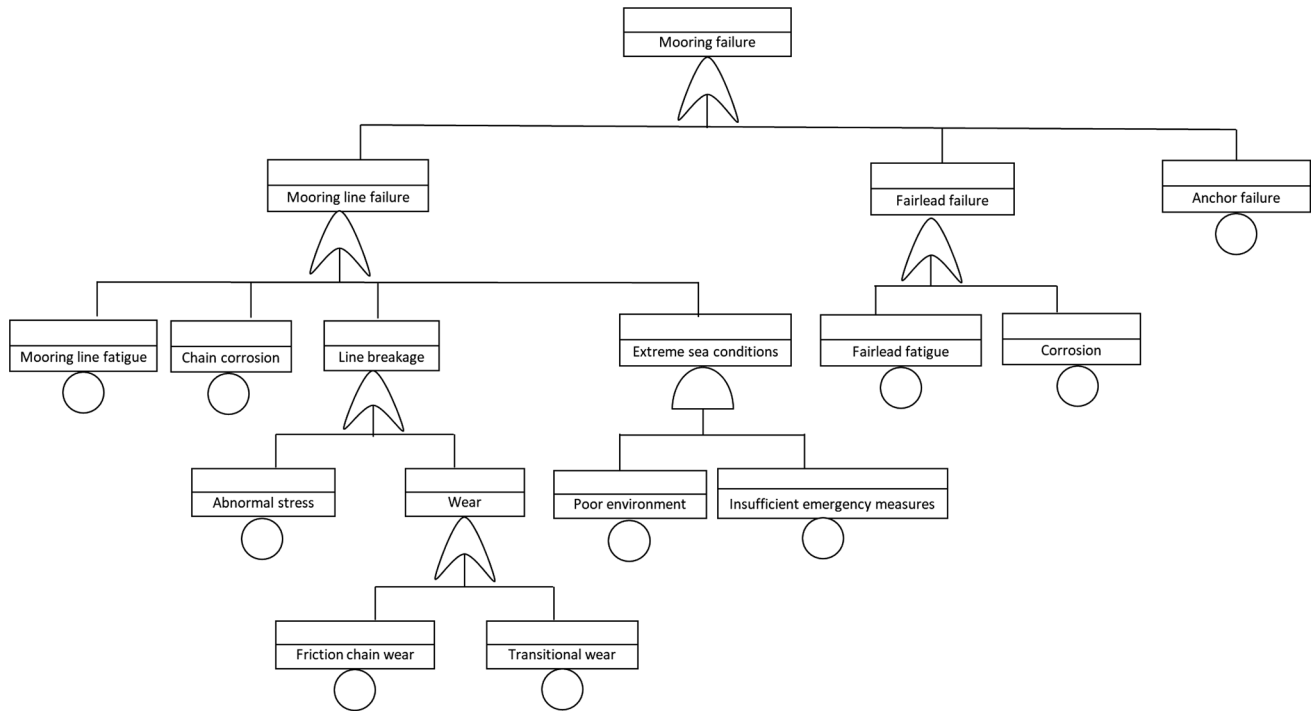 Mooring failure
Mooring line failure
Fairlead failure
Anchor failure
Mooring line fatigue
Chain corrosion
Line breakage
Extreme sea conditions
Fairlead fatigue
Corrosion
Abnormal stress
Wear
Poor environment
Insufficient emergency measures
Friction chain wear
Transitional wear